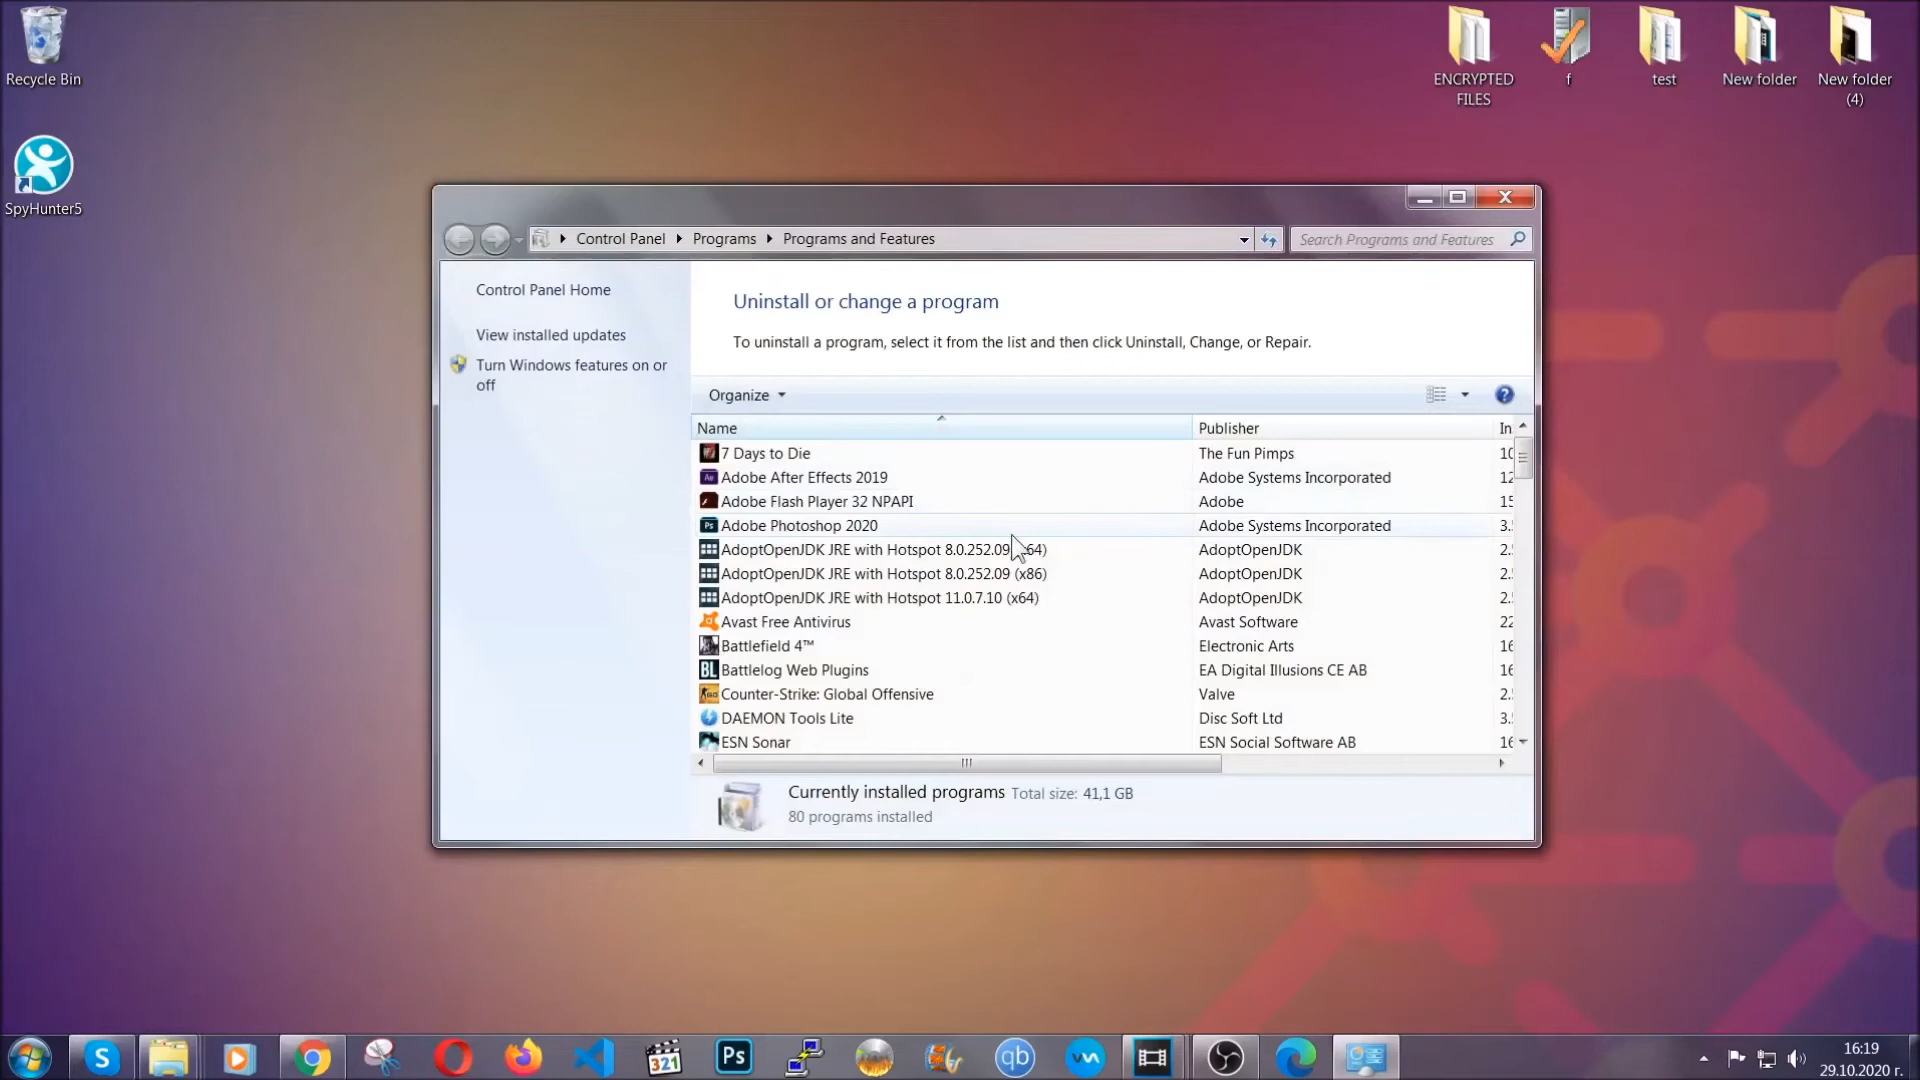 Recycle Bin
SpyHunter5
ENCRYPTED
FILES
f
test
New folder
New folder
(4)
Control Panel
Programs
Programs and Features
Search Programs and Features
Control Panel Home
View installed updates
Turn Windows features on or
off
Uninstall or change a program
To uninstall a program, select it from the list and then click Uninstall, Change, or Repair.
Organize
Name Publisher In
7 Days to Die The Fun Pimps 10
Adobe After Effects 2019 Adobe Systems Incorporated 12
Adobe Flash Player 32 NPAPI Adobe 15
Adobe Photoshop 2020 Adobe Systems Incorporated 3.
AdoptOpenJDK JRE with Hotspot 8.0.252.09 x64) AdoptOpenJDK 2.
AdoptOpenJDK JRE with Hotspot 8.0.252.09 (x86) AdoptOpenJDK 2.
AdoptOpenJDK JRE with Hotspot 11.0.7.10 (x64) AdoptOpenJDK 2.
Avast Free Antivirus Avast Software 22
Battlefield 4™ Electronic Arts 16
Battlelog Web Plugins EA Digital Illusions CE AB 16
Counter-Strike: Global Offensive Valve 2.
DAEMON Tools Lite Disc Soft Ltd 3.
ESN Sonar ESN Social Software AB 16
Currently installed programs Total size: 41,1 GB
80 programs installed
16:19
29.10.2020 г.